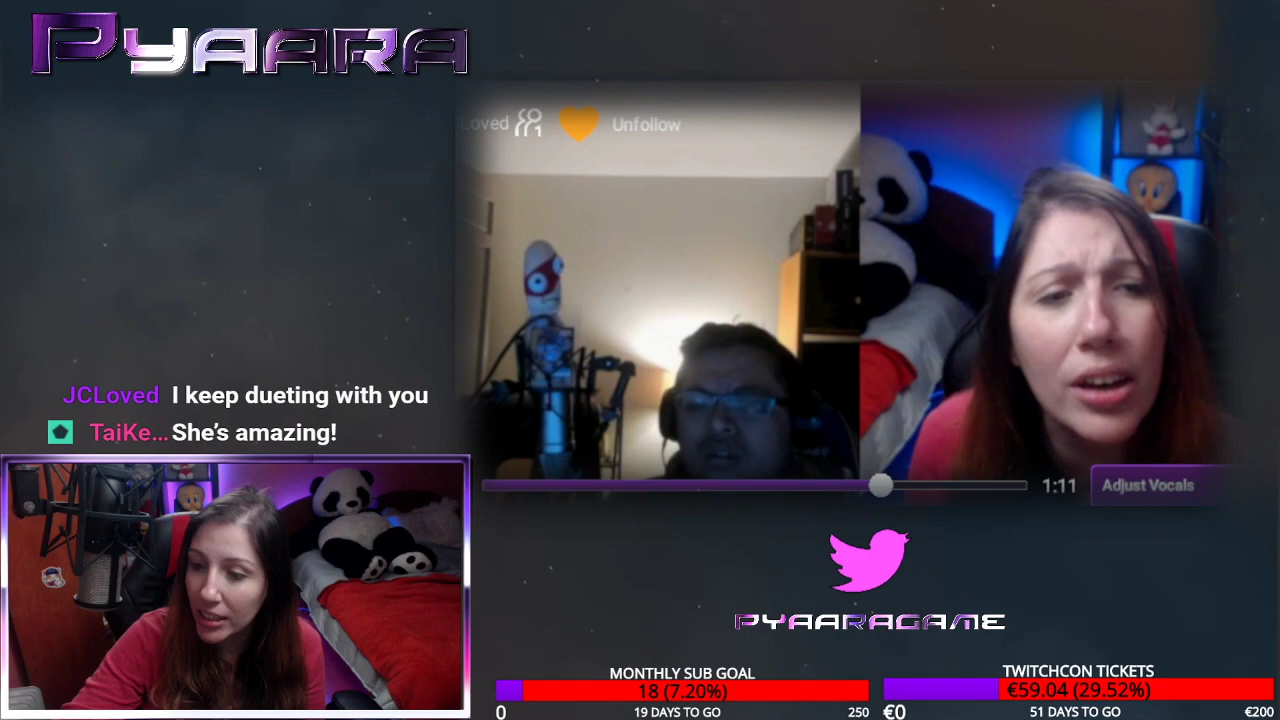 PYAARA
Loved Unfollow
JCLoved I keep dueting with you
TaiKe... She's amazing!
1:11 Adjust Vocals
PYAARAGAME
MONTHLY SUB GOAL
18 (7.20%)
0 19 DAYS TO GO 250
TWITCHCON TICKETS
€59.04 (29.52%)
€0 51 DAYS TO GO €200